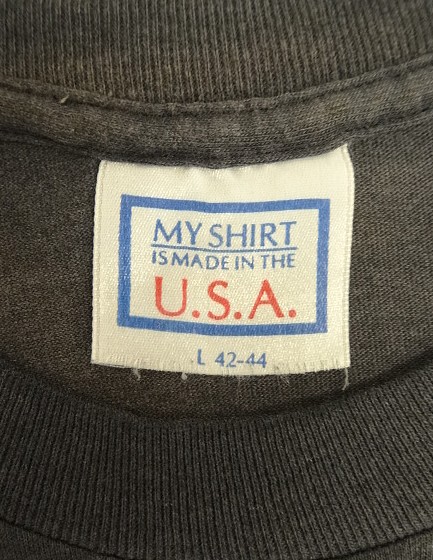 MY SHIRT
IS MADE IN THE
U.S.A.
L 42-44